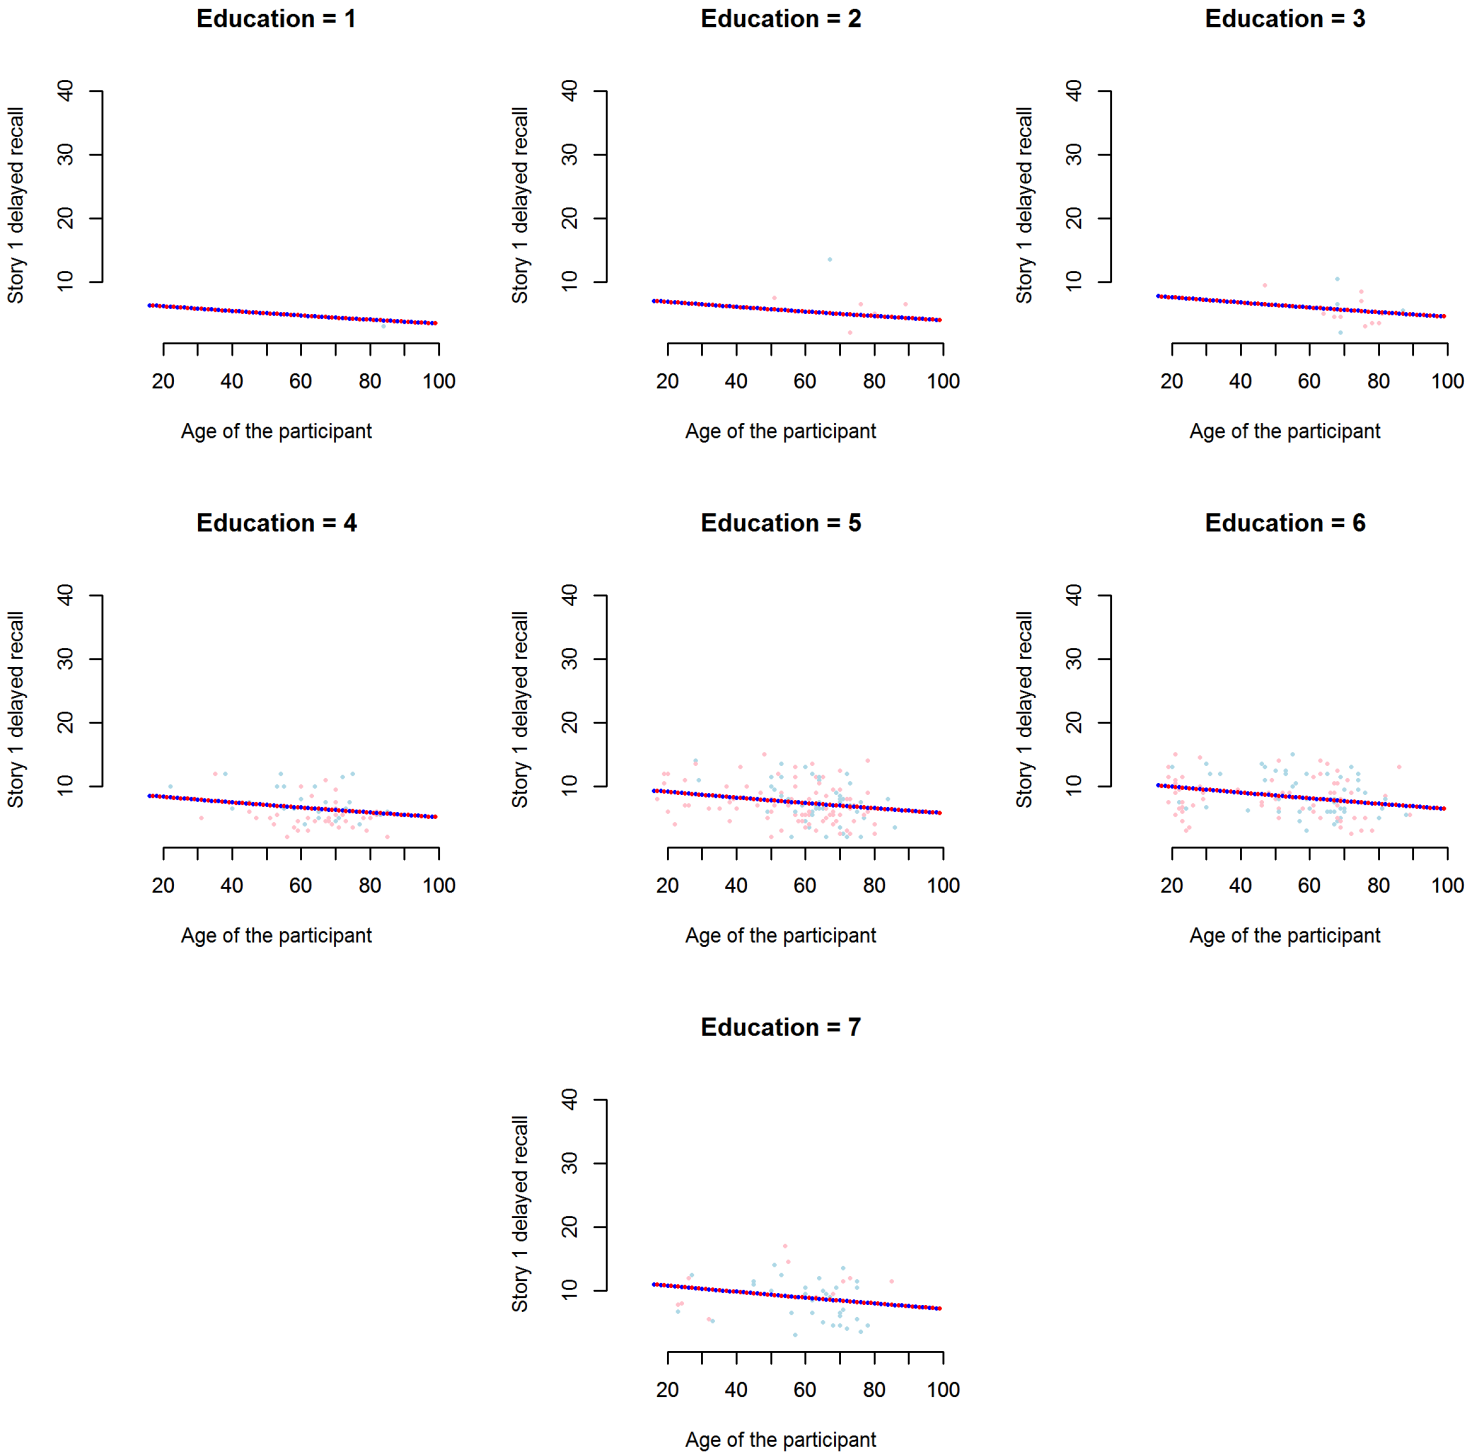 Education = 1
Story 1 delayed recall
40
30
20
10
20 40 60 80 100
Age of the participant
Education = 2
Story 1 delayed recall
40
30
20
10
20 40 60 80 100
Age of the participant
Education = 3
Story 1 delayed recall
40
30
20
10
20 40 60 80 100
Age of the participant
Education = 4
Story 1 delayed recall
40
30
20
10
20 40 60 80 100
Age of the participant
Education = 5
Story 1 delayed recall
40
30
20
10
20 40 60 80 100
Age of the participant
Education = 6
Story 1 delayed recall
40
30
20
10
20 40 60 80 100
Age of the participant
Education = 7
Story 1 delayed recall
40
30
20
10
20 40 60 80 100
Age of the participant